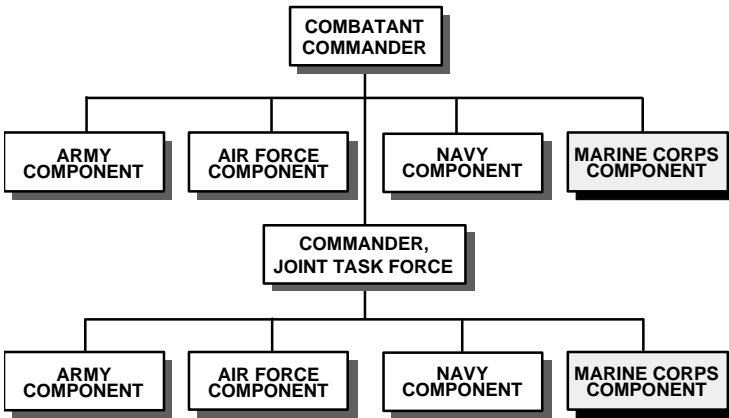 COMBATANT
COMMANDER
ARMY
COMPONENT
AIR FORCE
COMPONENT
NAVY
COMPONENT
MARINE CORPS
COMPONENT
COMMANDER,
JOINT TASK FORCE
ARMY
COMPONENT
AIR FORCE
COMPONENT
NAVY
COMPONENT
MARINE CORPS
COMPONENT